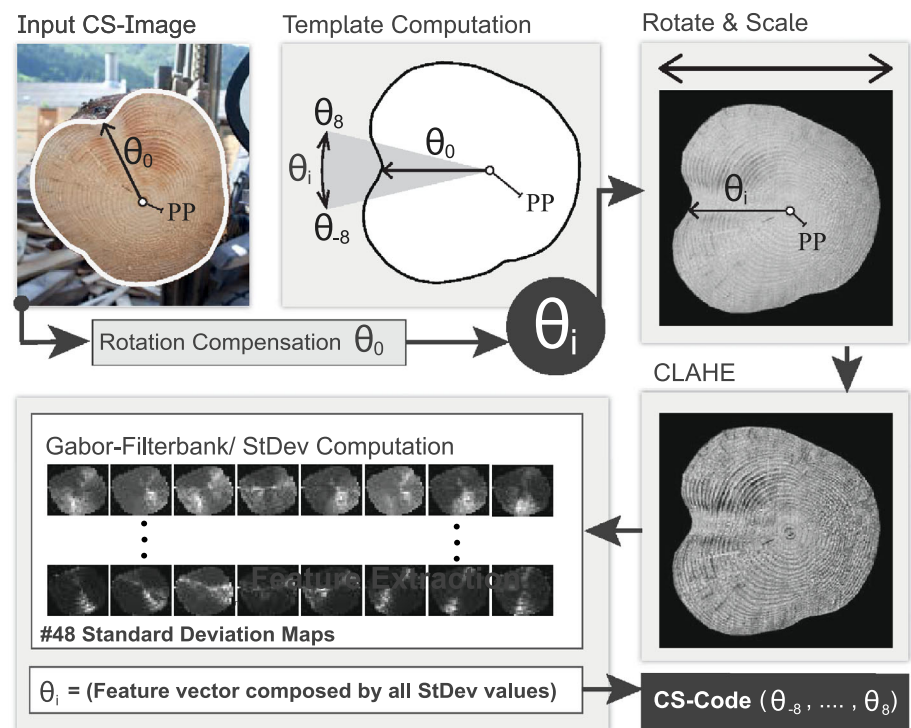 Input CS-Image
θ0
PP
Template Computation
θ8
θi
θ-8
θ0
PP
Rotate & Scale
θi
PP
Rotation Compensation θ0
θi
CLAHE
Gabor-Filterbank/ StDev Computation
Feature Extraction
#48 Standard Deviation Maps
θi = (Feature vector composed by all StDev values)
CS-Code (θ-8 , .... , θ8)